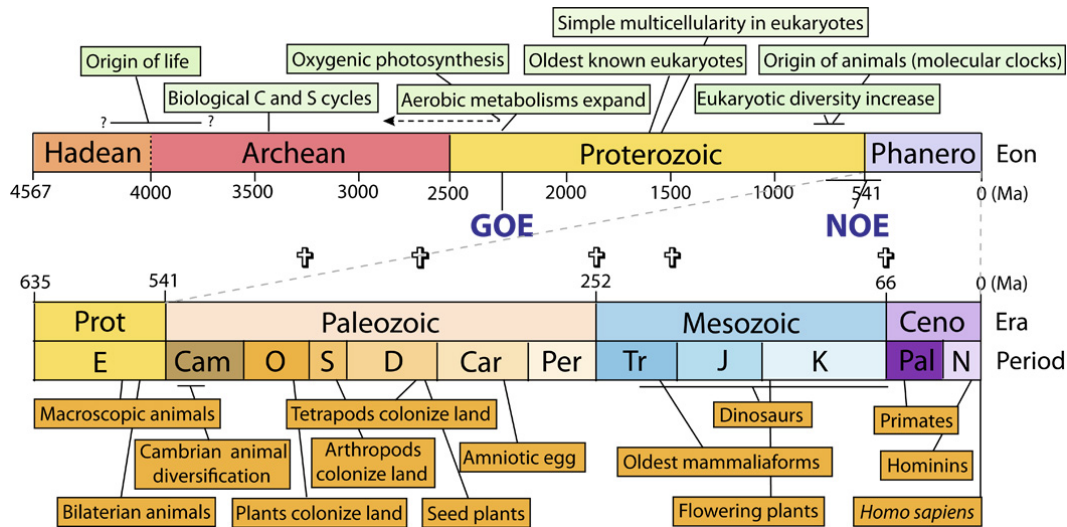 Simple multicellularity in eukaryotes
Origin of life
Oxygenic photosynthesis
Oldest known eukaryotes
Origin of animals (molecular clocks)
Biological C and S cycles
Aerobic metabolisms expand
Eukaryotic diversity increase
? ?
Hadean Archean Proterozoic Phanero Eon
4567 4000 3500 3000 2500 2000 1500 1000 541 0 (Ma)
GOE NOE
635 541 252 66 0 (Ma)
Prot Paleozoic Mesozoic Ceno Era
E Cam O S D Car Per Tr J K Pal N Period
Macroscopic animals
Tetrapods colonize land
Dinosaurs
Primates
Cambrian animal
diversification
Arthropods
colonize land
Amniotic egg
Oldest mammaliaforms
Hominins
Bilaterian animals
Plants colonize land
Seed plants
Flowering plants
Homo sapiens